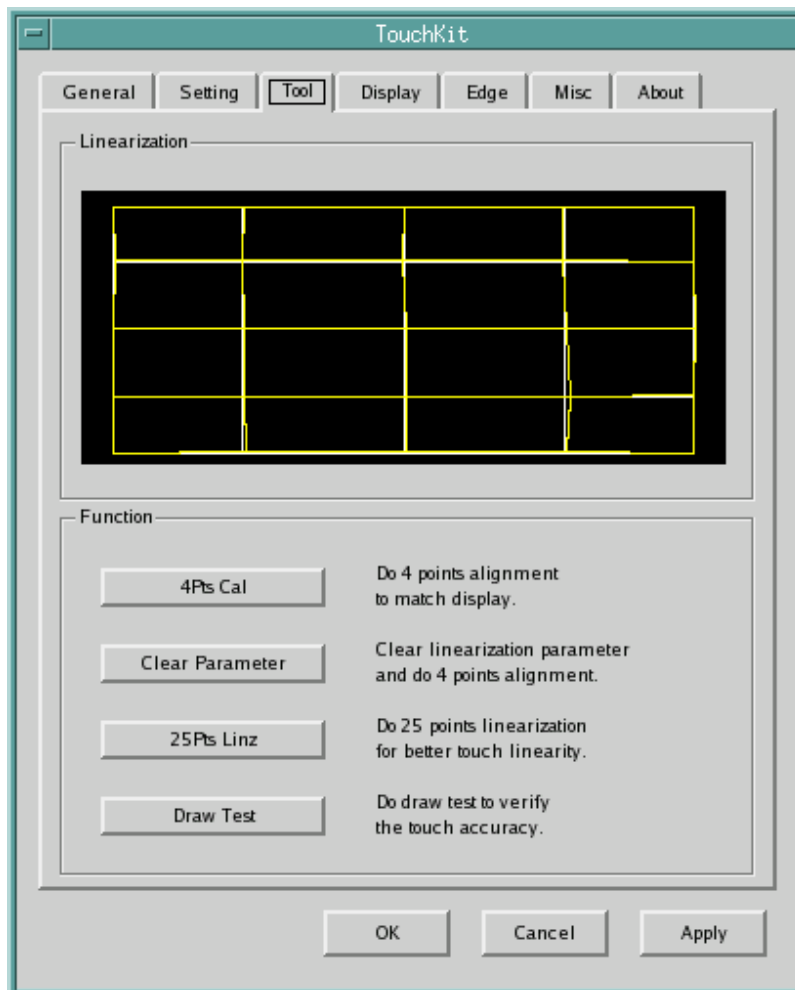 TouchKit
General Setting Tool Display Edge Misc About
Linearization
Function
4Pts Cal
Do 4 points alignment
to match display.
Clear Parameter
Clear linearization parameter
and do 4 points alignment.
25Pts Linz
Do 25 points linearization
for better touch linearity.
Draw Test
Do draw test to verify
the touch accuracy.
OK Cancel Apply